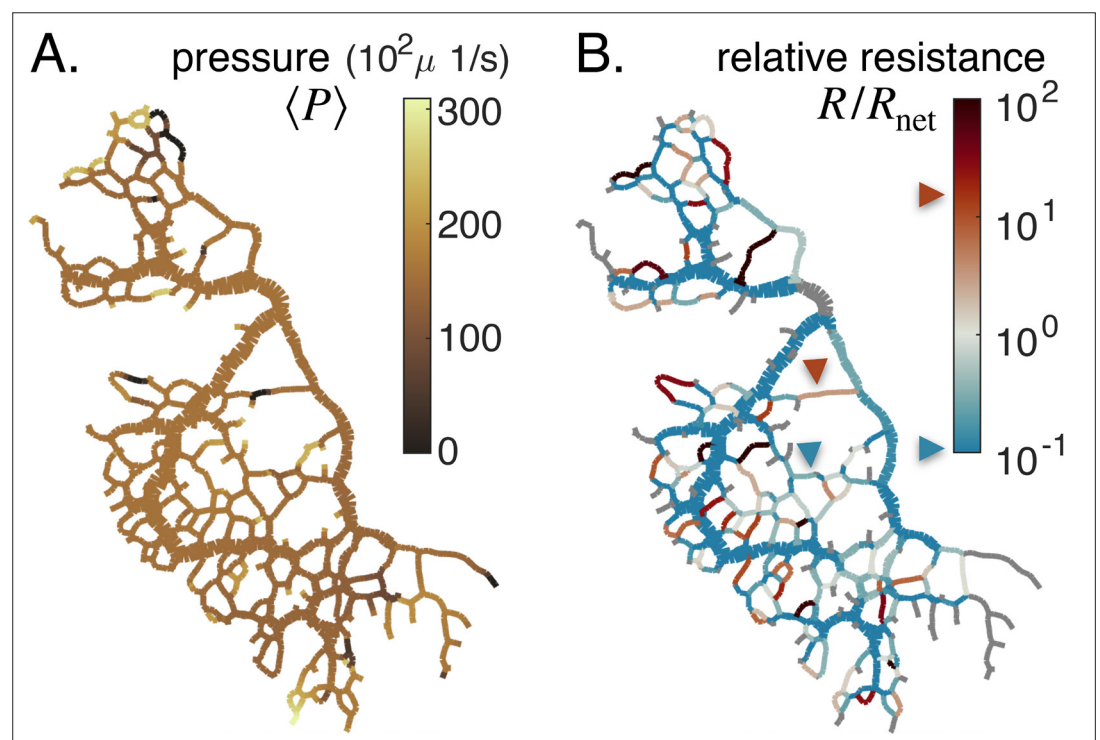 A. pressure (10²μ 1/s)
⟨P⟩
300
200
100
0
B. relative resistance
R/R_net
10²
10¹
10⁰
10⁻¹